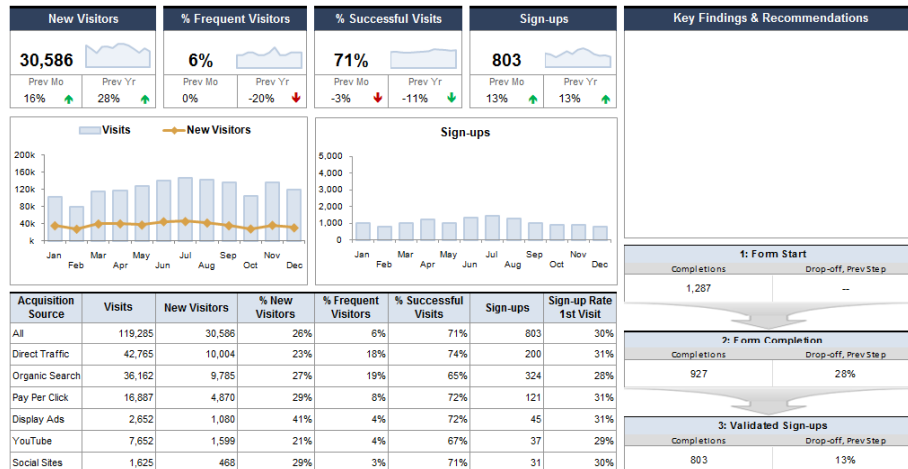 New Visitors
% Frequent Visitors
% Successful Visits
Sign-ups
Key Findings & Recommendations
30,586
6%
71%
803
Prev Mo Prev Yr
Prev Mo Prev Yr
Prev Mo Prev Yr
Prev Mo Prev Yr
16% 28%
0% -20%
-3% -11%
13% 13%
Visits New Visitors
200k
160k
120k
80k
40k
k
Jan Feb Mar Apr May Jun Jul Aug Sep Oct Nov Dec
Sign-ups
5,000
4,000
3,000
2,000
1,000
0
Jan Feb Mar Apr May Jun Jul Aug Sep Oct Nov Dec
1: Form Start
Completions Drop-off, Prev Step
1,287 --
2: Form Completion
Completions Drop-off, Prev Step
927 28%
3: Validated Sign-ups
Completions Drop-off, Prev Step
803 13%
Acquisition Source Visits New Visitors % New Visitors % Frequent Visitors % Successful Visits Sign-ups Sign-up Rate 1st Visit
All 119,285 30,586 26% 6% 71% 803 30%
Direct Traffic 42,765 10,004 23% 18% 74% 200 31%
Organic Search 36,162 9,785 27% 19% 65% 324 28%
Pay Per Click 16,887 4,870 29% 8% 72% 121 31%
Display Ads 2,652 1,080 41% 4% 72% 45 31%
YouTube 7,652 1,599 21% 4% 67% 37 29%
Social Sites 1,625 468 29% 3% 71% 31 30%